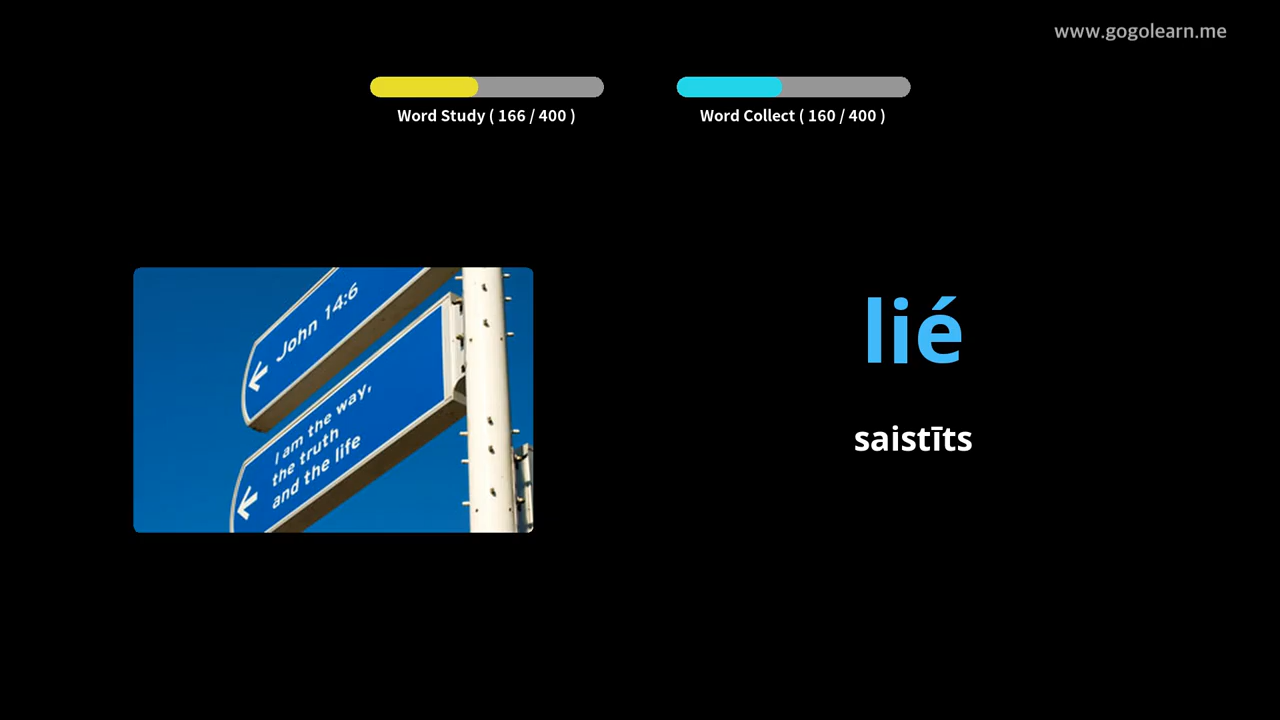 www.gogolearn.me
Word Study ( 166 / 400 )
Word Collect ( 160 / 400 )
John 14:6
I am the way,
the truth
and the life
lié
saistīts